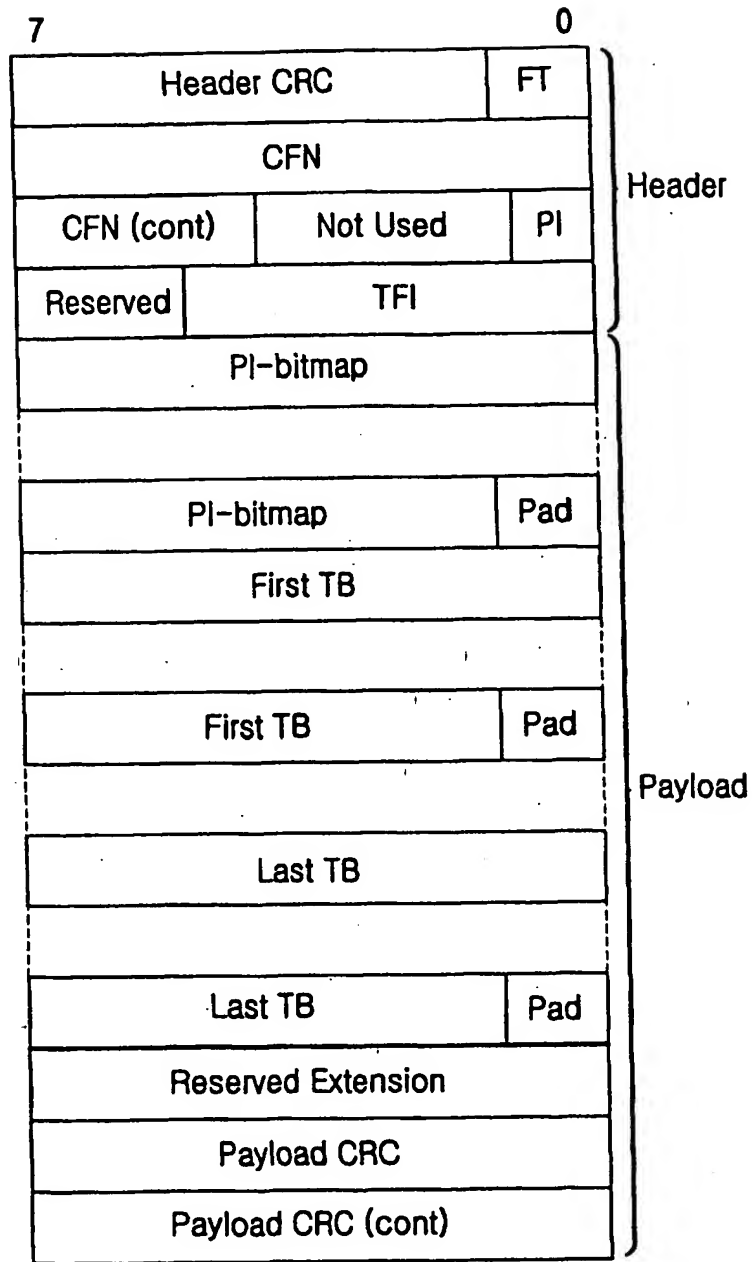 7 0
Header CRC FT
CFN
Header
CFN (cont) Not Used PI
Reserved TFI
PI-bitmap
PI-bitmap Pad
First TB
First TB Pad
Payload
Last TB
Last TB Pad
Reserved Extension
Payload CRC
Payload CRC (cont)